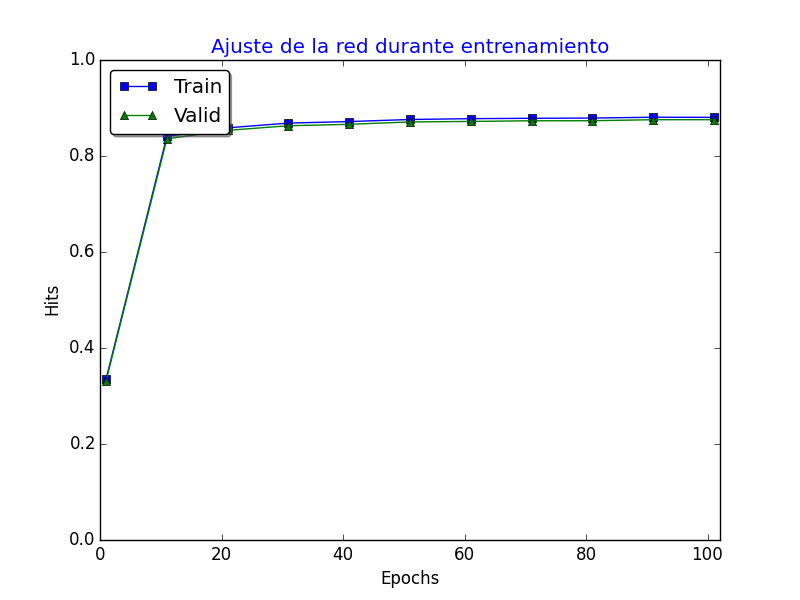 Ajuste de la red durante entrenamiento
Train
Valid
1.0
0.8
0.6
0.4
0.2
0.0
Hits
0 20 40 60 80 100
Epochs